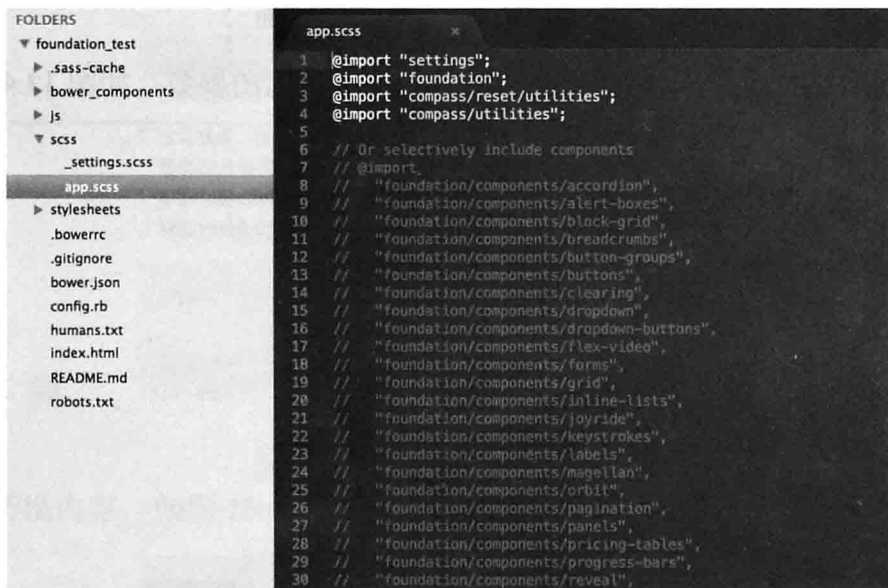 FOLDERS
foundation_test
.sass-cache
bower_components
js
scss
_settings.scss
app.scss
stylesheets
.bowerrc
.gitignore
bower.json
config.rb
humans.txt
index.html
README.md
robots.txt
app.scss ×
1 @import "settings";
2 @import "foundation";
3 @import "compass/reset/utilities";
4 @import "compass/utilities";
5
6 // Or selectively include components
7 // @import
8 // "foundation/components/accordion",
9 // "foundation/components/alert-boxes",
10 // "foundation/components/block-grid",
11 // "foundation/components/breadcrumbs",
12 // "foundation/components/button-groups",
13 // "foundation/components/buttons",
14 // "foundation/components/clearing",
15 // "foundation/components/dropdown",
16 // "foundation/components/dropdown-buttons",
17 // "foundation/components/flex-video",
18 // "foundation/components/forms",
19 // "foundation/components/grid",
20 // "foundation/components/inline-lists",
21 // "foundation/components/joyride",
22 // "foundation/components/keystrokes",
23 // "foundation/components/labels",
24 // "foundation/components/magellan",
25 // "foundation/components/orbit",
26 // "foundation/components/pagination",
27 // "foundation/components/panels",
28 // "foundation/components/pricing-tables",
29 // "foundation/components/progress-bars",
30 // "foundation/components/reveal",